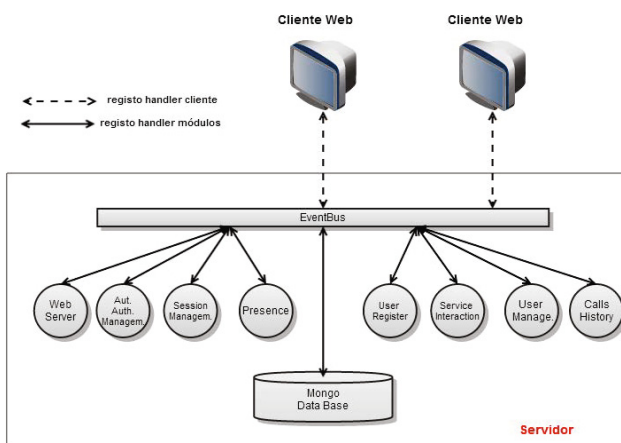 Cliente Web
Cliente Web
registo handler cliente
registo handler módulos
EventBus
Web
Server
Aut.
Auth.
Managem.
Session
Managem.
Presence
User
Register
Service
Interaction
User
Manage.
Calls
History
Mongo
Data Base
Servidor